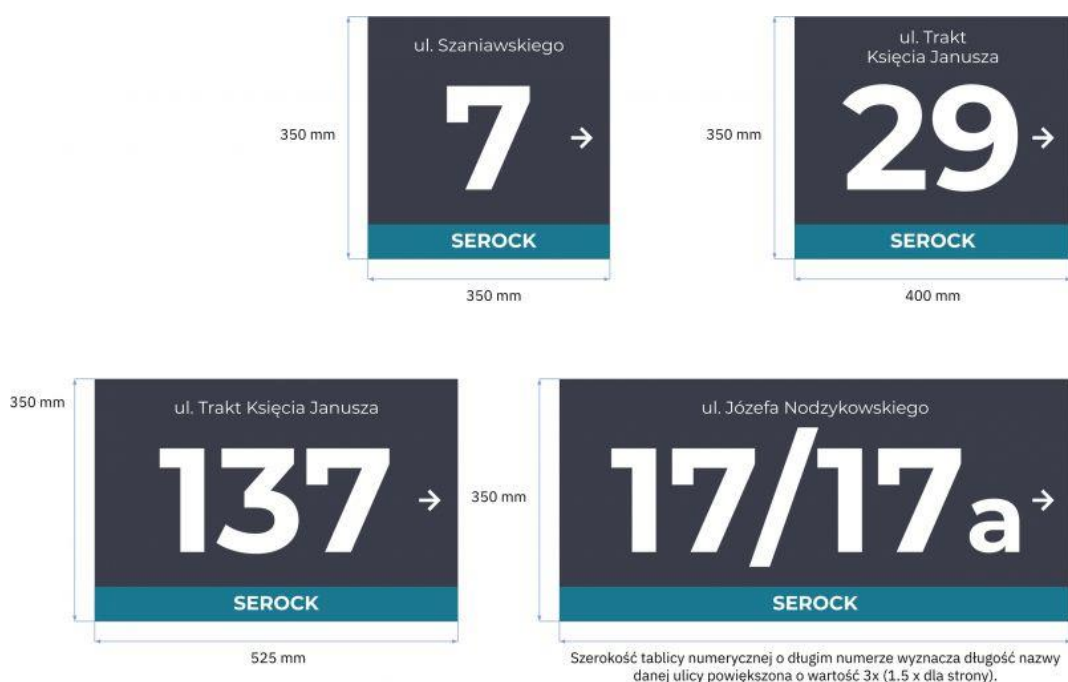 ul. Szaniawskiego
7
→
SEROCK
350 mm
350 mm
ul. Trakt
Księcia Janusza
29
→
SEROCK
350 mm
400 mm
ul. Trakt Księcia Janusza
137
→
SEROCK
350 mm
525 mm
ul. Józefa Nodzykowskiego
17/17a
→
SEROCK
350 mm
Szerokość tablicy numerycznej o długim numerze wyznacza długość nazwy
danej ulicy powiększona o wartość 3x (1.5 x dla strony).